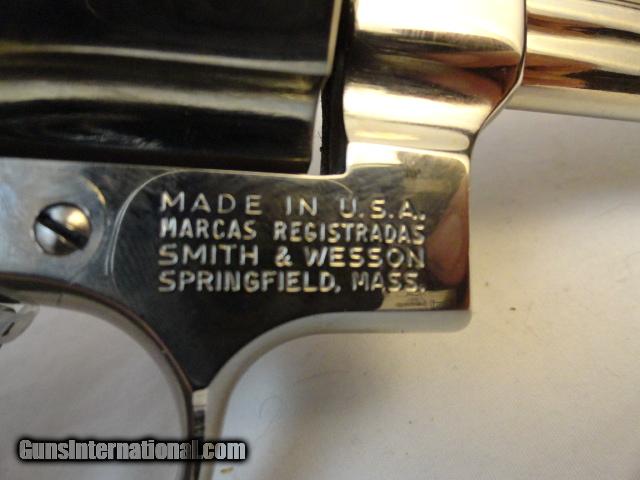 MADE IN U.S.A.
MARCAS REGISTRADAS
SMITH & WESSON
SPRINGFIELD, MASS.
GunsInternational.com